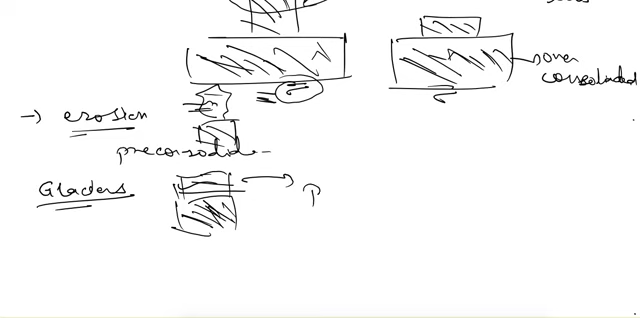 over
consolidated
-> erosion
preconsolid-
Glaciers
P